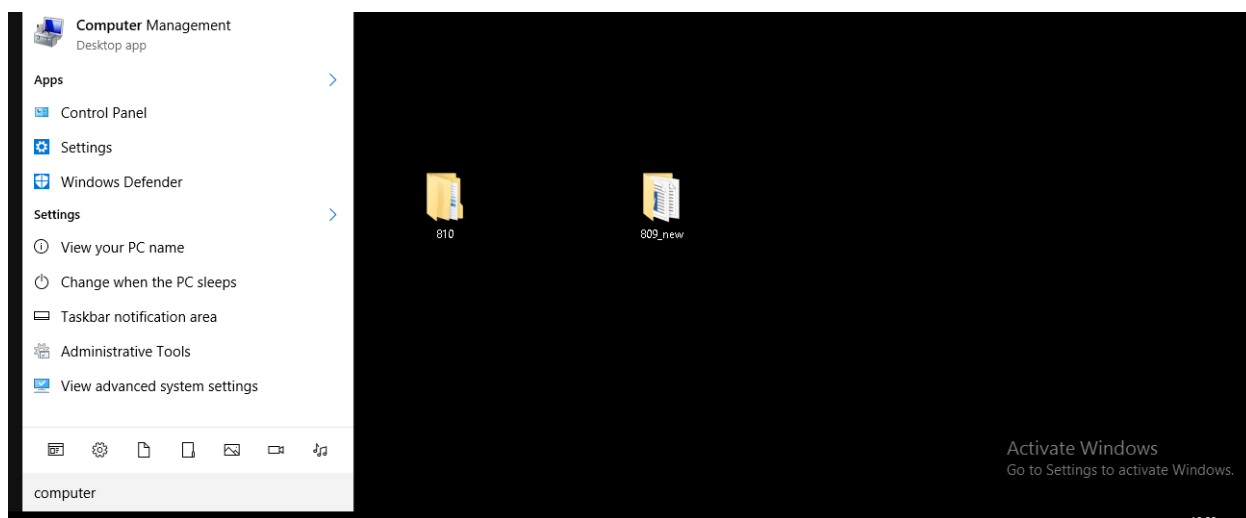 Computer Management
Desktop app
Apps
Control Panel
Settings
Windows Defender
Settings
View your PC name
Change when the PC sleeps
Taskbar notification area
Administrative Tools
View advanced system settings
computer
810
809_new
Activate Windows
Go to Settings to activate Windows.